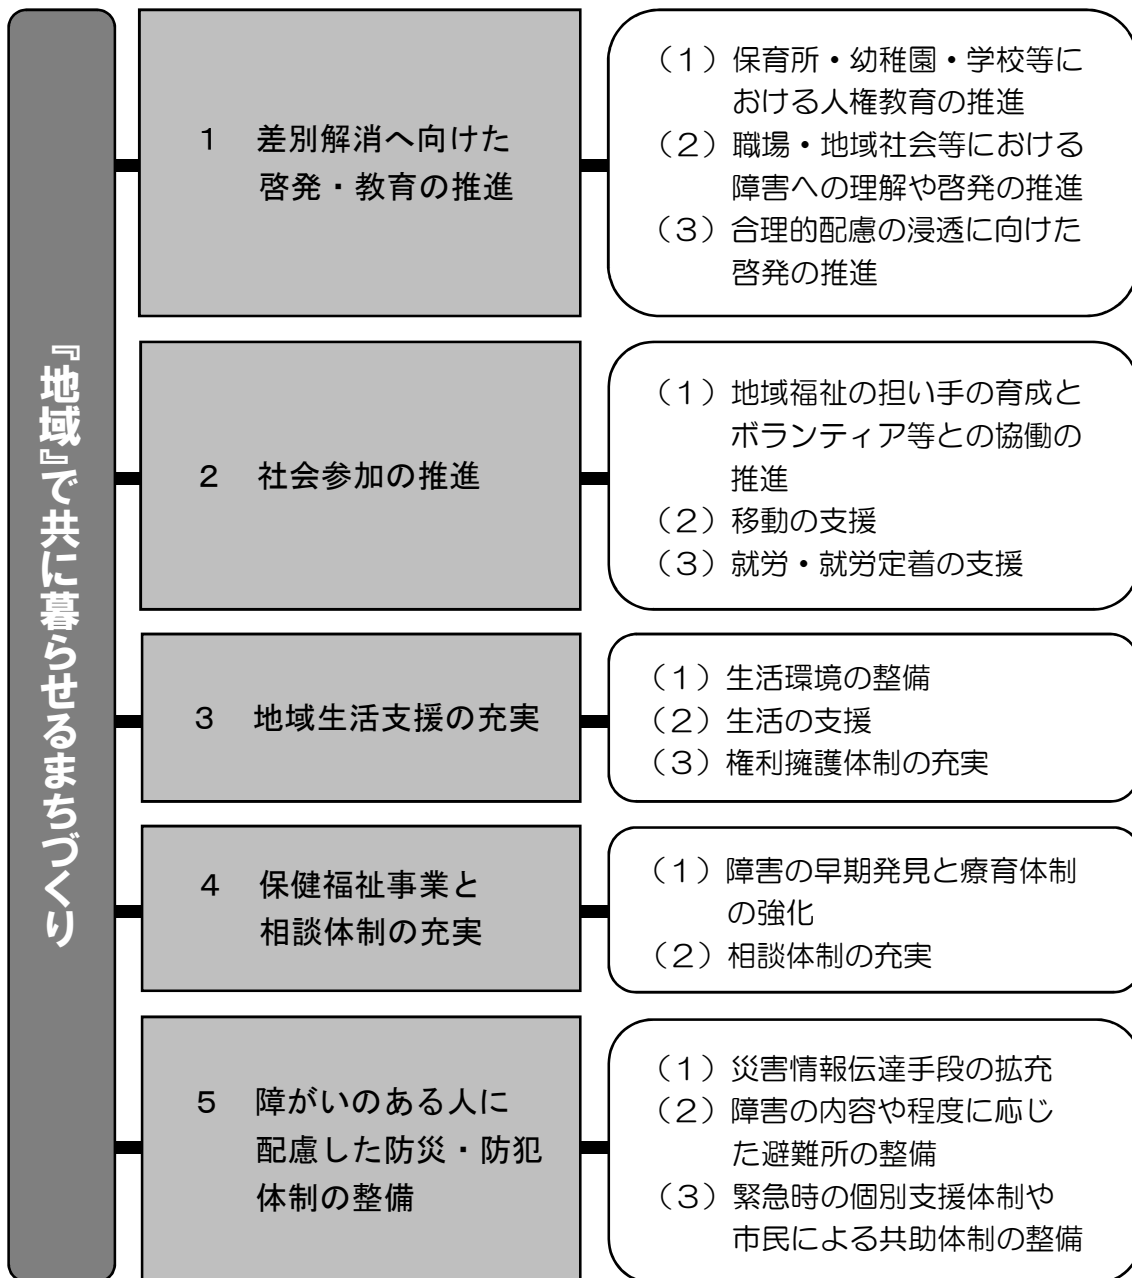 『地域』で共に暮らせるまちづくり
1 差別解消へ向けた
啓発・教育の推進
(1)保育所・幼稚園・学校等に
おける人権教育の推進
(2)職場・地域社会等における
障害への理解や啓発の推進
(3)合理的配慮の浸透に向けた
啓発の推進
2 社会参加の推進
(1)地域福祉の担い手の育成と
ボランティア等との協働の
推進
(2)移動の支援
(3)就労・就労定着の支援
3 地域生活支援の充実
(1)生活環境の整備
(2)生活の支援
(3)権利擁護体制の充実
4 保健福祉事業と
相談体制の充実
(1)障害の早期発見と療育体制
の強化
(2)相談体制の充実
5 障がいのある人に
配慮した防災・防犯
体制の整備
(1)災害情報伝達手段の拡充
(2)障害の内容や程度に応じ
た避難所の整備
(3)緊急時の個別支援体制や
市民による共助体制の整備